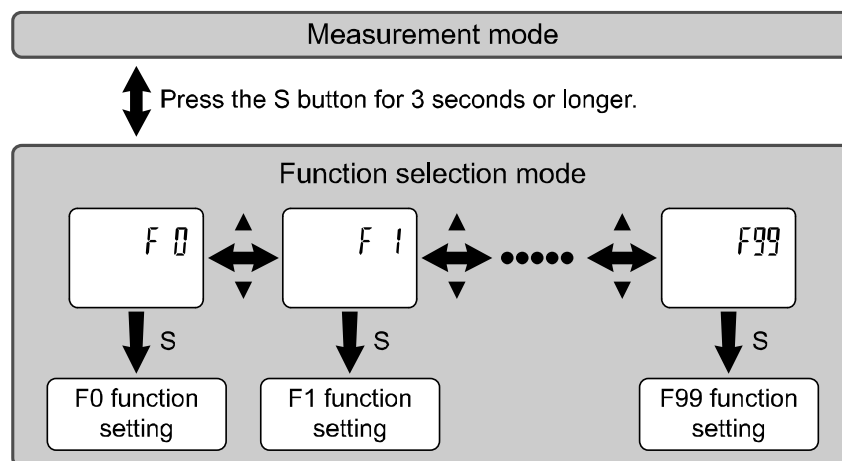 Measurement mode
Press the S button for 3 seconds or longer.
Function selection mode
F 0
F 1
F99
S
S
S
F0 function
setting
F1 function
setting
F99 function
setting